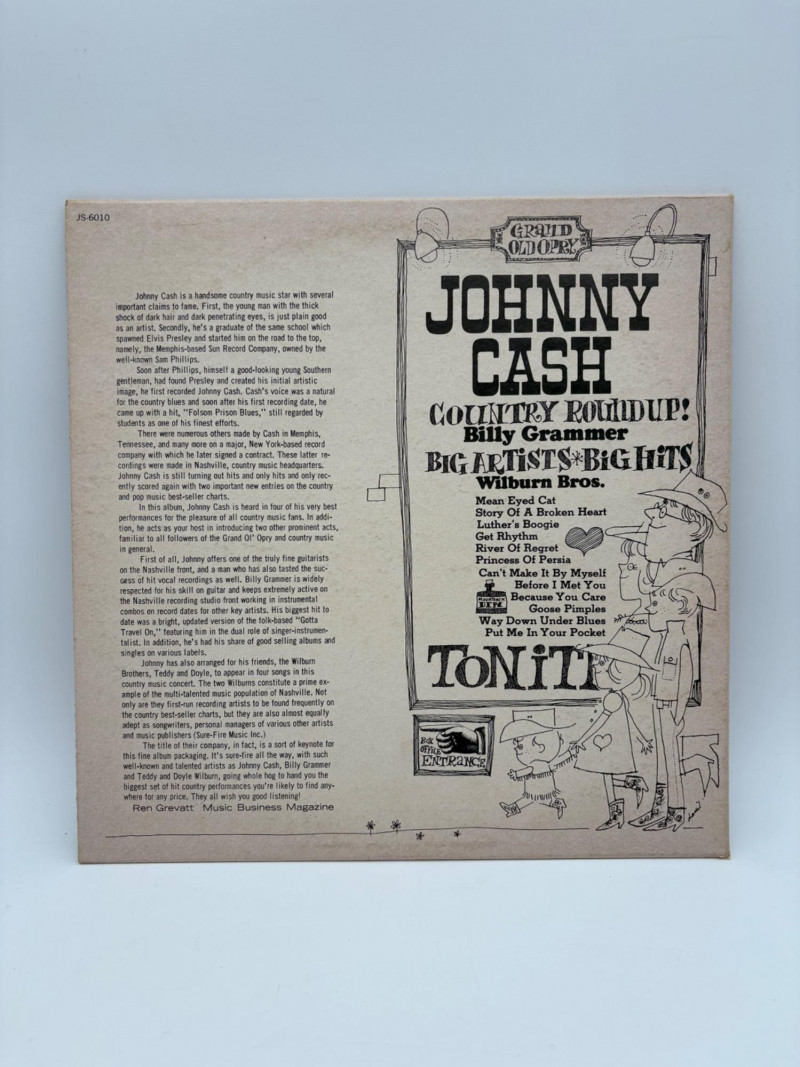 JS-6010
Johnny Cash is a handsome country music star with several
important claims to fame. First, the young man with the thick
shock of dark hair and dark penetrating eyes, is just plain good
as an artist. Secondly, he's a graduate of the same school which
spawned Elvis Presley and started him on the road to the top,
namely, the Memphis-based Sun Record Company, owned by the
well-known Sam Phillips.
Soon after Phillips, himself a good-looking young Southern
gentleman, had found Presley and created his initial artistic
image, he first recorded Johnny Cash. Cash's voice was a natural
for the country blues and soon after his first recording date, he
came up with a hit, "Folsom Prison Blues," still regarded by
students as one of his finest efforts.
There were numerous others made by Cash in Memphis,
Tennessee, and many more on a major, New York-based record
company with which he later signed a contract. These latter re-
cordings were made in Nashville, country music headquarters.
Johnny Cash is still turning out hits and only hits and only rec-
ently scored again with two important new entries on the country
and pop music best-seller charts.
In this album, Johnny Cash is heard in four of his very best
performances for the pleasure of all country music fans. In addi-
tion, he acts as your host in introducing two other prominent acts,
familiar to all followers of the Grand Ol' Opry and country music
in general.
First of all, Johnny offers one of the truly fine guitarists
on the Nashville front, and a man who has also tasted the suc-
cess of hit vocal recordings as well. Billy Grammer is widely
respected for his skill on guitar and keeps extremely active on
the Nashville recording studio front working in instrumental
combos on record dates for other key artists. His biggest hit to
date was a bright, updated version of the folk-based "Gotta
Travel On," featuring him in the dual role of singer-instrumen-
talist. In addition, he's had his share of good selling albums and
singles on various labels.
Johnny has also arranged for his friends, the Wilburn
Brothers, Teddy and Doyle, to appear in four songs in this
country music concert. The two Wilburns constitute a prime ex-
ample of the multi-talented music population of Nashville. Not
only are they first-run recording artists to be found frequently on
the country best-seller charts, but they are also almost equally
adept as songwriters, personal managers of various other artists
and music publishers (Sure-Fire Music Inc.)
The title of their company, in fact, is a sort of keynote for
this fine album packaging. It's sure-fire all the way, with such
well-known and talented artists as Johnny Cash, Billy Grammer
and Teddy and Doyle Wilburn, going whole hog to hand you the
biggest set of hit country performances you're likely to find any-
where for any price. They all wish you good listening!
Ren Grevatt Music Business Magazine
GRAND
OLD OPRY
JOHNNY
CASH
COUNTRY ROUNDUP!
Billy Grammer
BIG ARTiSTS*BiG HiTS
Wilburn Bros.
Mean Eyed Cat
Story Of A Broken Heart
Luther's Boogie
Get Rhythm
River Of Regret
Princess Of Persia
Can't Make It By Myself
Before I Met You
Because You Care
Goose Pimples
Way Down Under Blues
Put Me In Your Pocket
TONiTE
BOX
OFFICE
ENTRANCE